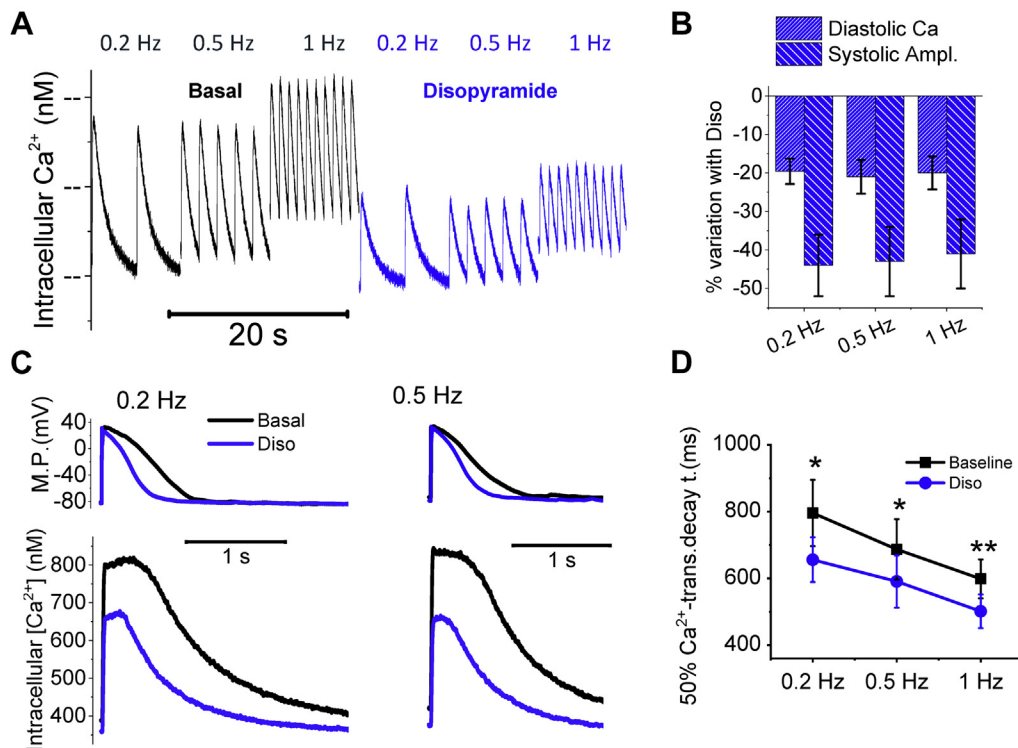 A
0.2 Hz 0.5 Hz 1 Hz 0.2 Hz 0.5 Hz 1 Hz
Basal Disopyramide
Intracellular Ca²⁺ (nM)
20 s
B
Diastolic Ca
Systolic Ampl.
0
-10
-20
-30
-40
-50
% variation with Diso
0.2 Hz 0.5 Hz 1 Hz
C
0.2 Hz 0.5 Hz
Basal
Diso
40
0
-40
-80
M.P.(mV)
1 s 1 s
800
700
600
500
400
Intracellular [Ca²⁺] (nM)
D
1000
800
600
400
50% Ca²⁺-trans.decay t.(ms)
Baseline
Diso
* * **
0.2 Hz 0.5 Hz 1 Hz